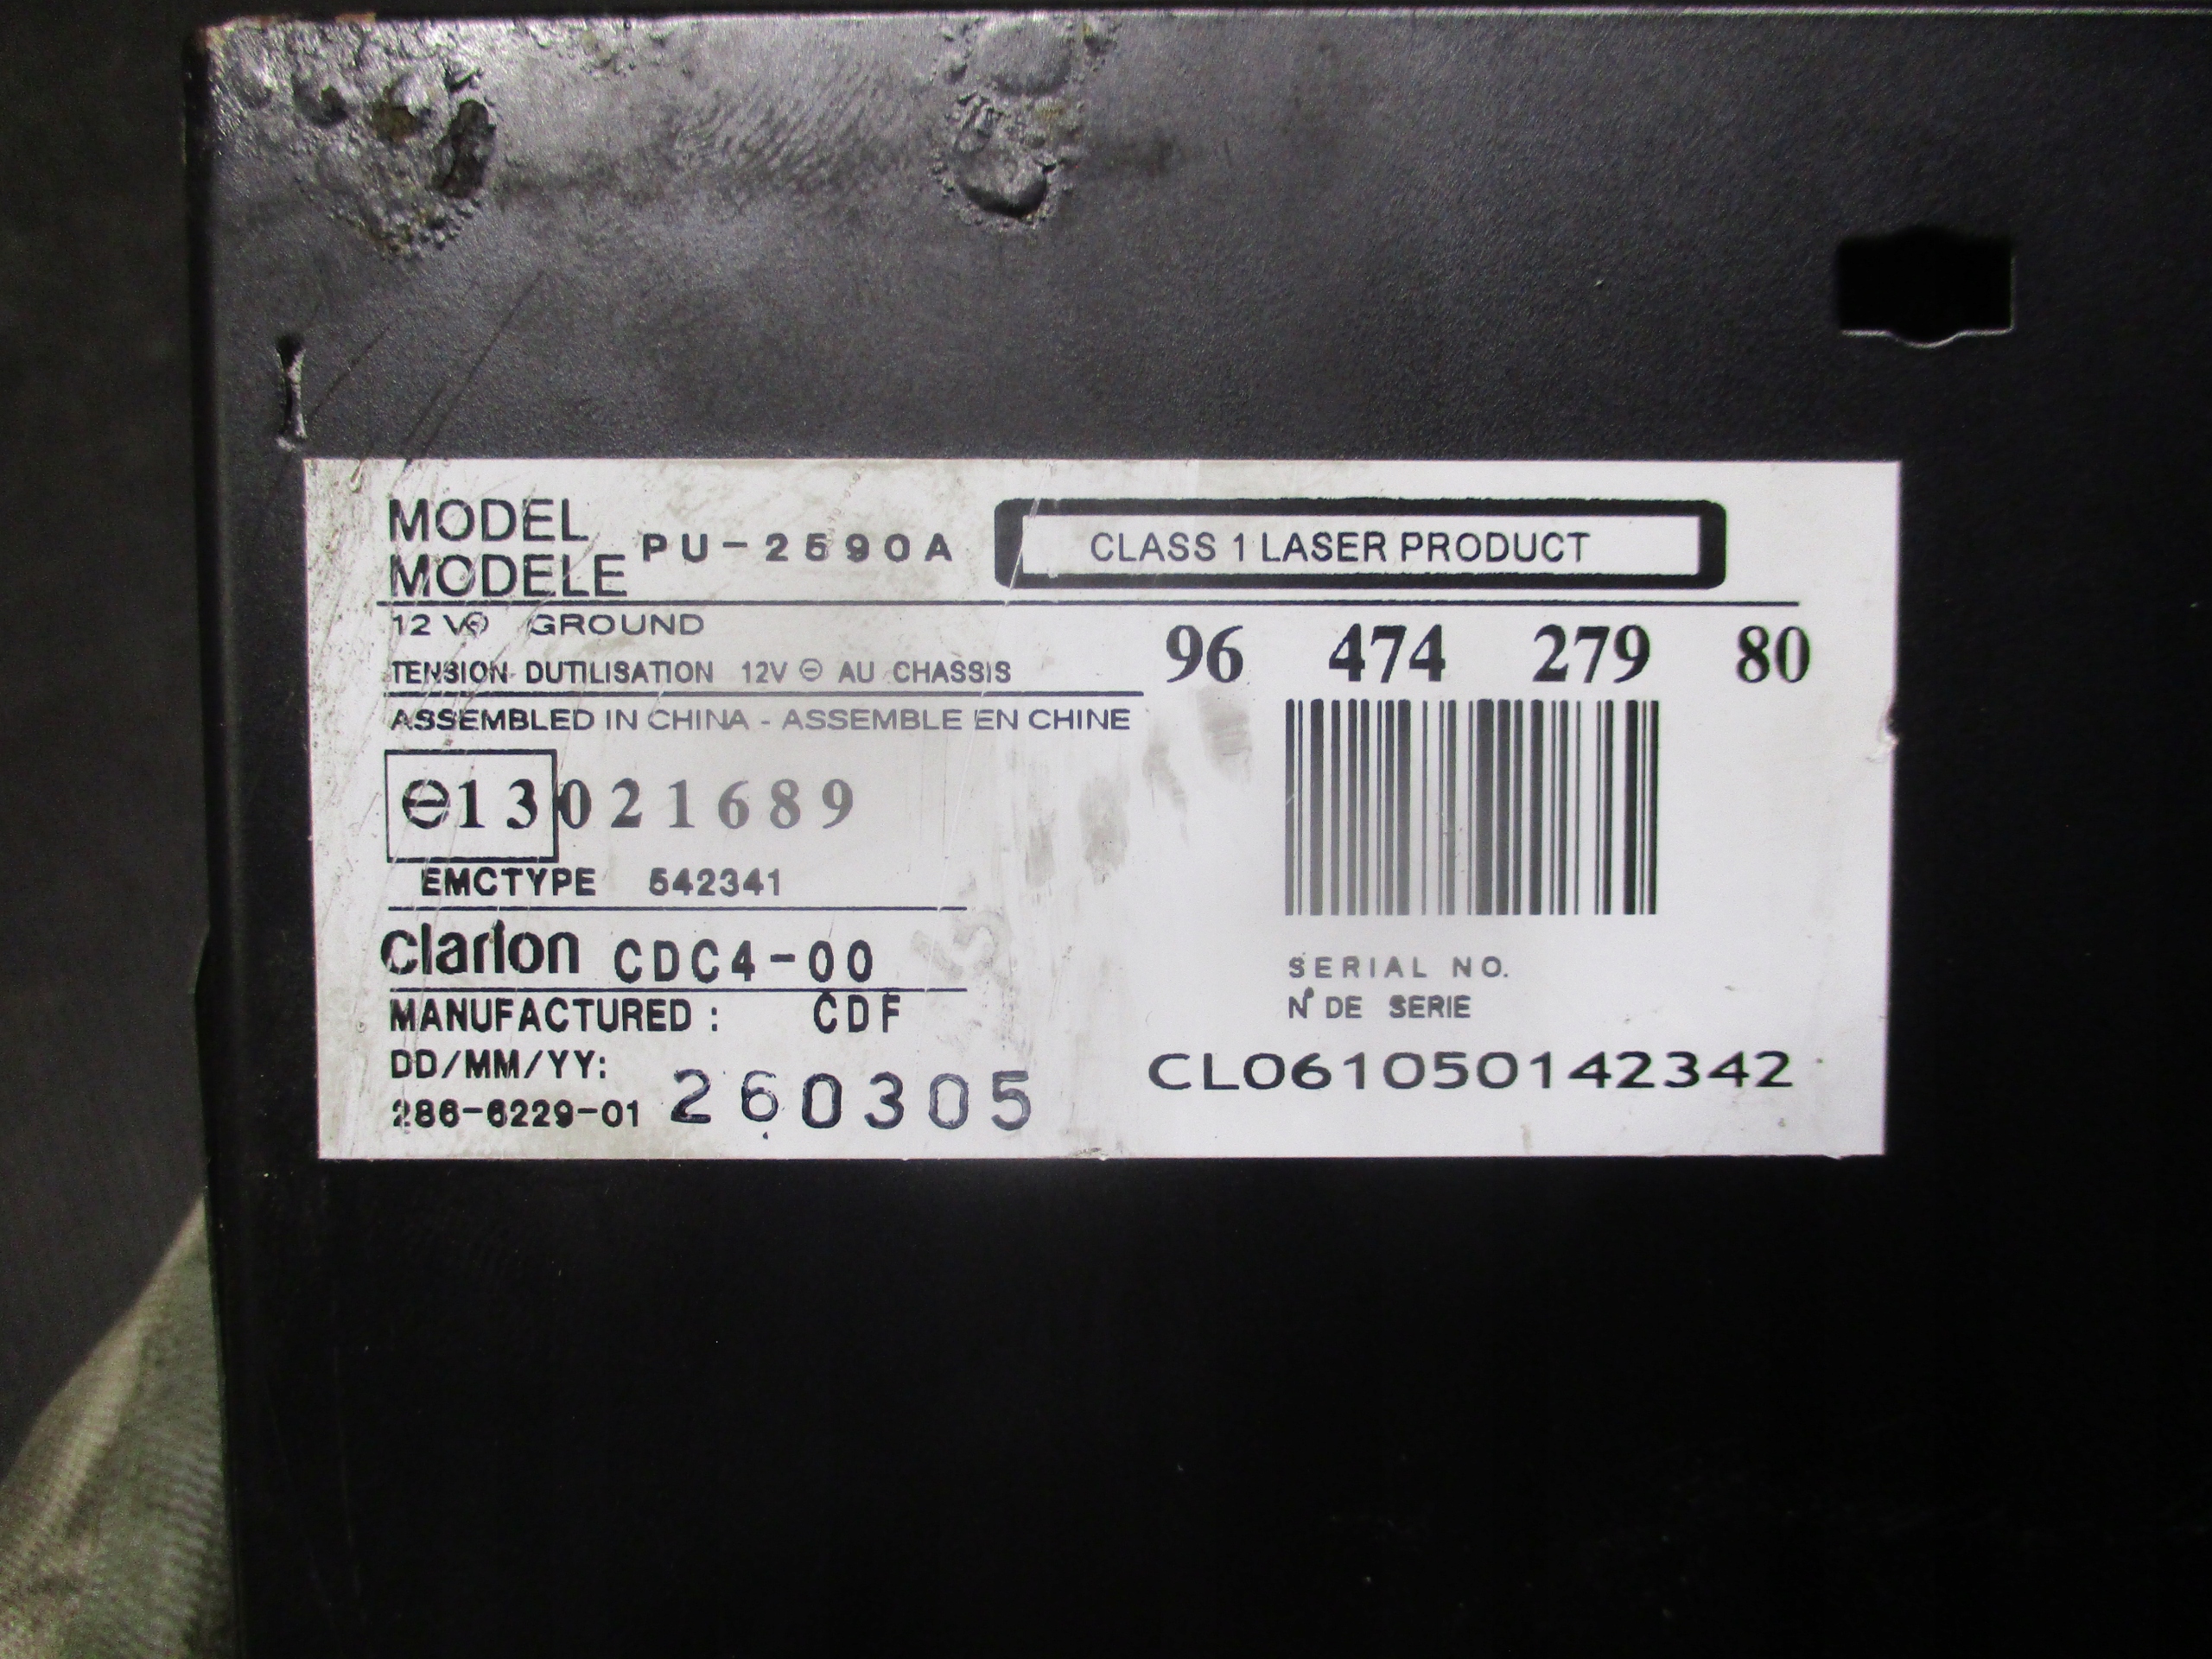 MODEL
MODELE PU-2590A
CLASS 1 LASER PRODUCT
12 V⊖ GROUND
TENSION DUTILISATION 12V ⊖ AU CHASSIS
96 474 279 80
ASSEMBLED IN CHINA - ASSEMBLE EN CHINE
e13 021689
EMCTYPE 542341
clarion CDC4-00
MANUFACTURED : CDF
DD/MM/YY:
286-6229-01 260305
SERIAL NO.
N° DE SERIE
CL061050142342